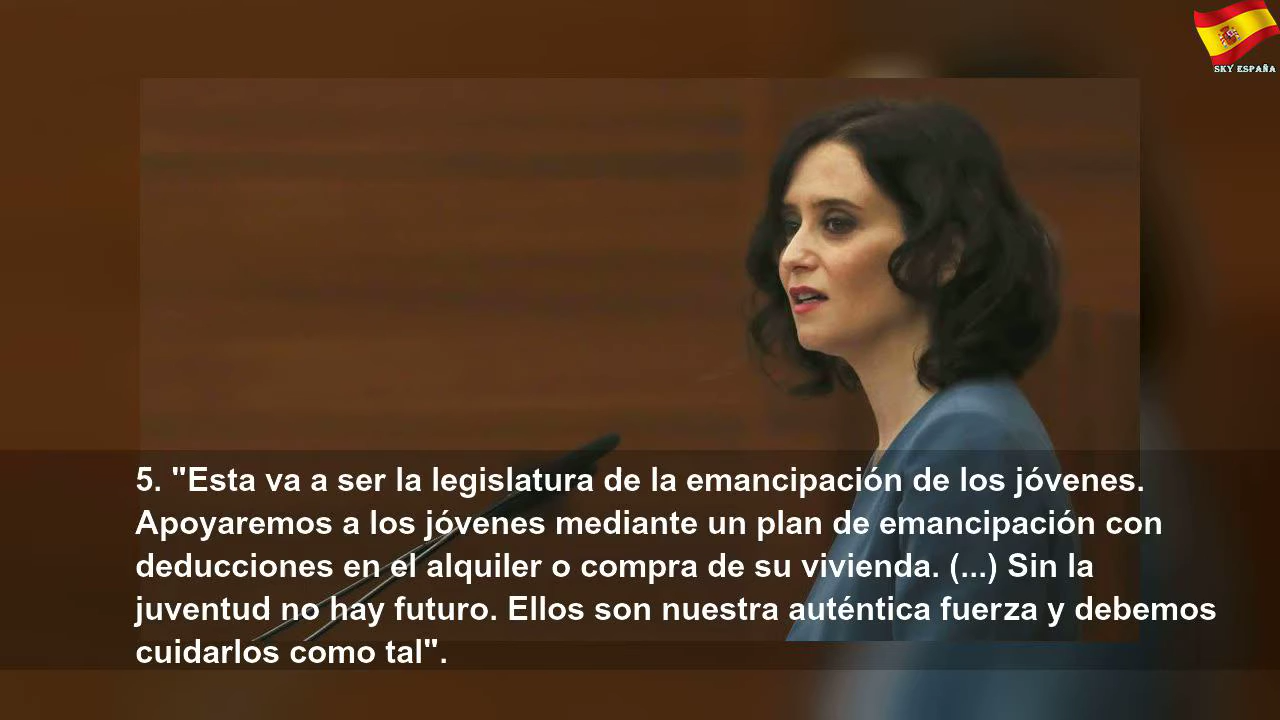 SKY ESPAÑA
5. "Esta va a ser la legislatura de la emancipación de los jóvenes.
Apoyaremos a los jóvenes mediante un plan de emancipación con
deducciones en el alquiler o compra de su vivienda. (...) Sin la
juventud no hay futuro. Ellos son nuestra auténtica fuerza y debemos
cuidarlos como tal".